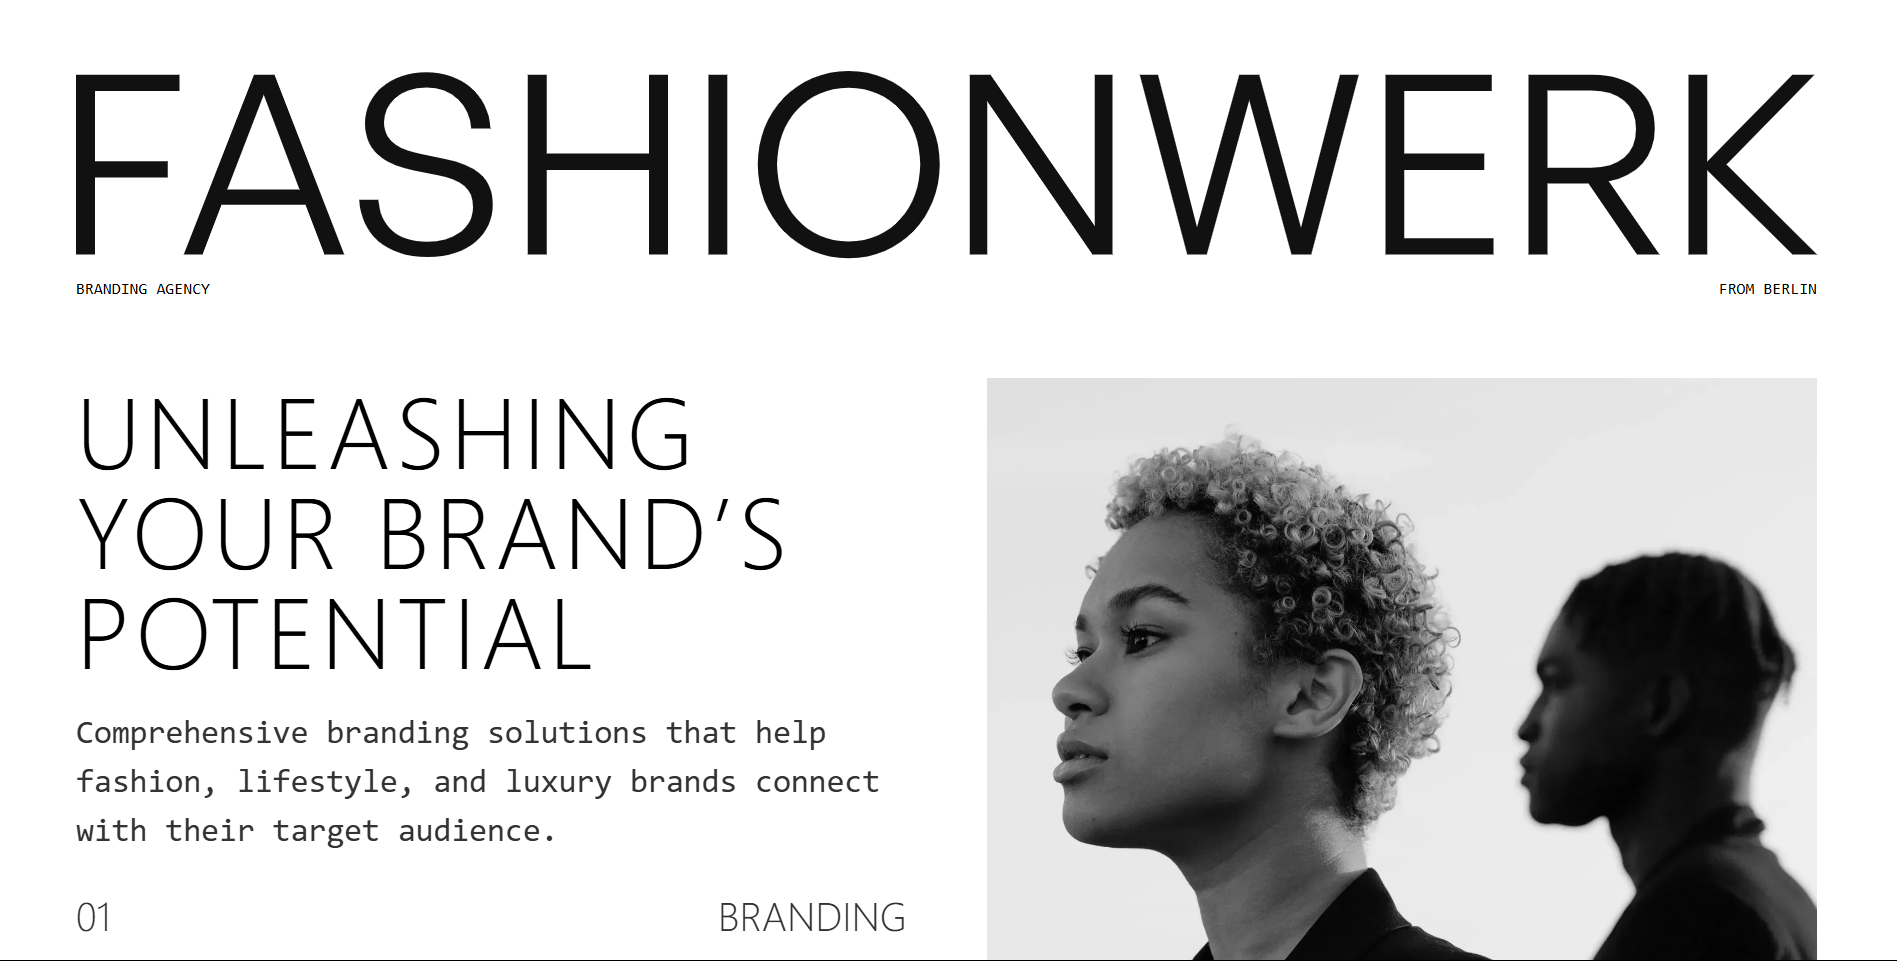 FASHIONWERK
BRANDING AGENCY
FROM BERLIN
UNLEASHING
YOUR BRAND’S
POTENTIAL
Comprehensive branding solutions that help
fashion, lifestyle, and luxury brands connect
with their target audience.
01
BRANDING